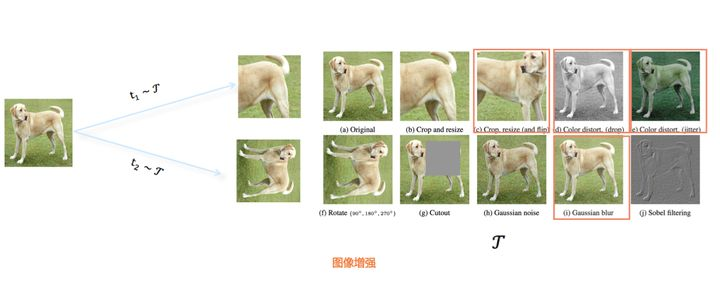 t₁ ~ 𝒯
t₂ ~ 𝒯
(a) Original
(b) Crop and resize
(c) Crop, resize (and flip)
(d) Color distort. (drop)
(e) Color distort. (jitter)
(f) Rotate {90°, 180°, 270°}
(g) Cutout
(h) Gaussian noise
(i) Gaussian blur
(j) Sobel filtering
𝒯
图像增强